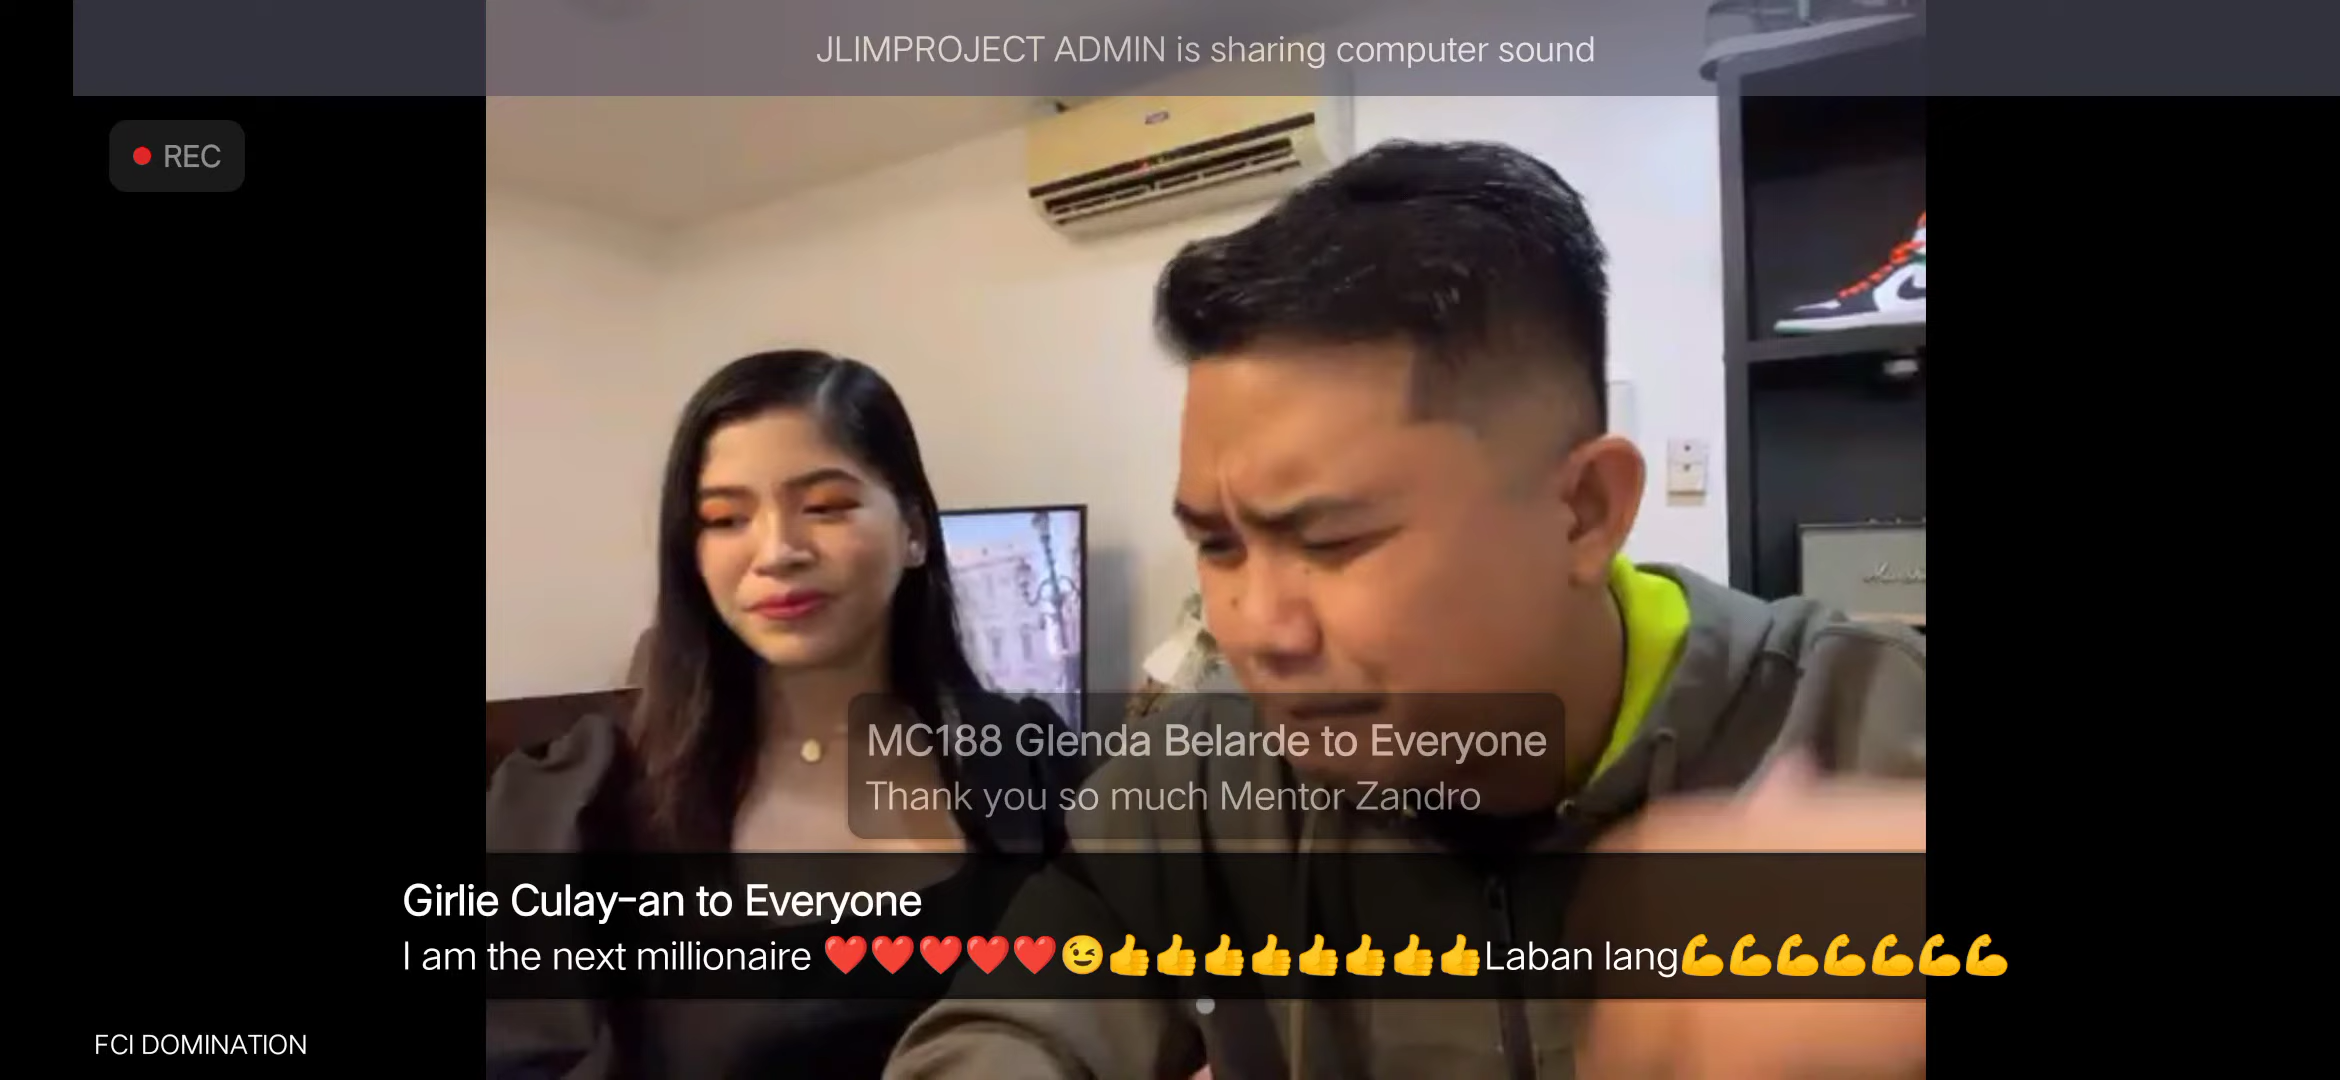 JLIMPROJECT ADMIN is sharing computer sound
REC
MC188 Glenda Belarde to Everyone
Thank you so much Mentor Zandro
Girlie Culay-an to Everyone
I am the next millionaire ❤️❤️❤️❤️❤️😉👍👍👍👍👍👍👍👍Laban lang💪💪💪💪💪💪💪
FCI DOMINATION